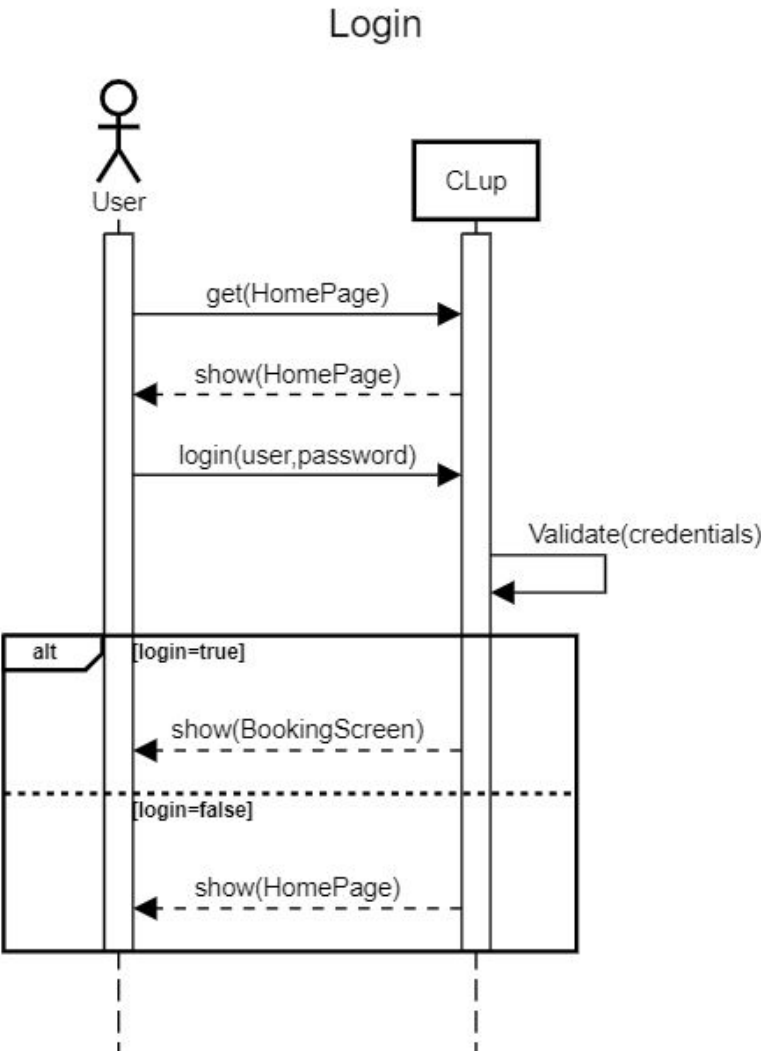 Login
User
CLup
get(HomePage)
show(HomePage)
login(user,password)
Validate(credentials)
alt
[login=true]
show(BookingScreen)
[login=false]
show(HomePage)